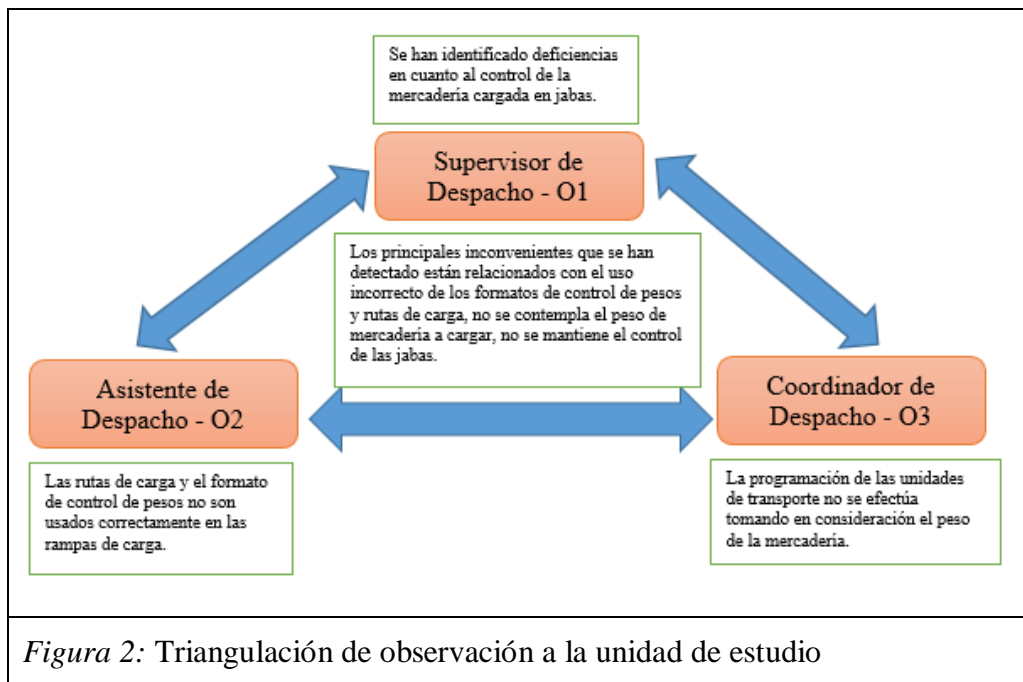 Se han identificado deficiencias
en cuanto al control de la
mercadería cargada en jabas.
Supervisor de
Despacho - O1
Los principales inconvenientes que se han
detectado están relacionados con el uso
incorrecto de los formatos de control de pesos
y rutas de carga, no se contempla el peso de
mercadería a cargar, no se mantiene el control
de las jabas.
Asistente de
Despacho - O2
Coordinador de
Despacho - O3
Las rutas de carga y el formato
de control de pesos no son
usados correctamente en las
rampas de carga.
La programación de las unidades
de transporte no se efectúa
tomando en consideración el peso
de la mercadería.
Figura 2: Triangulación de observación a la unidad de estudio